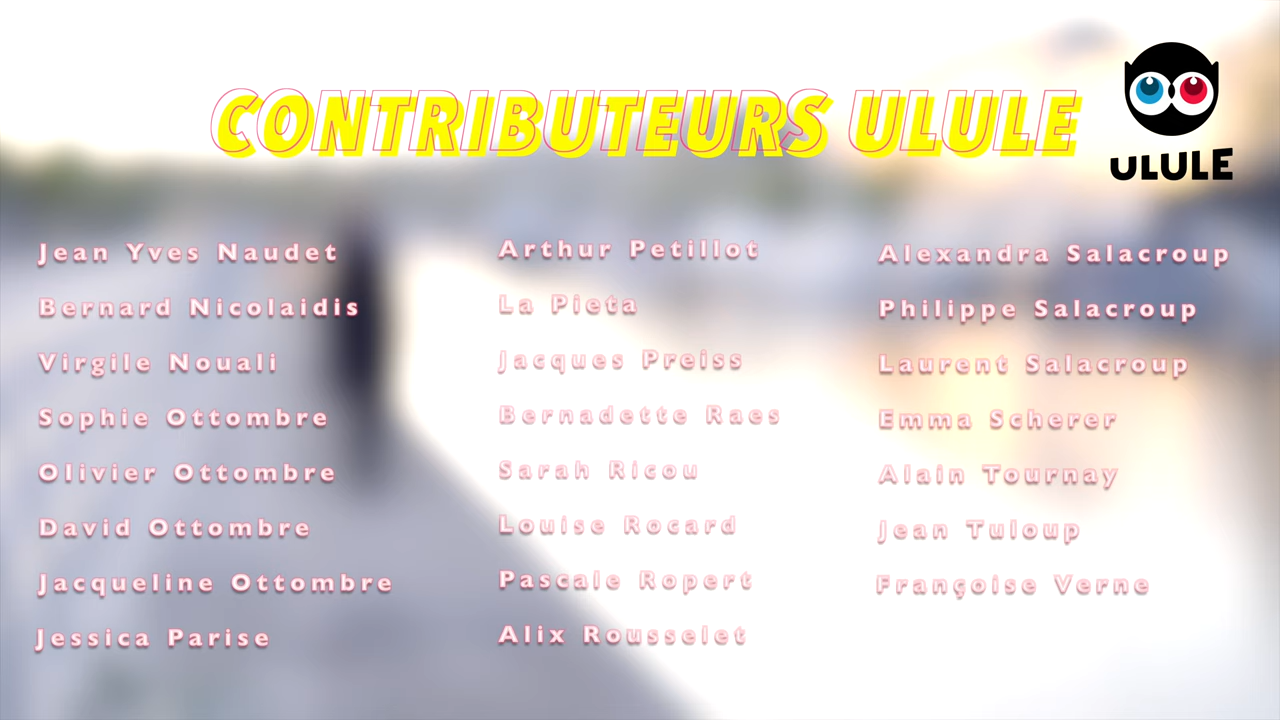 CONTRIBUTEURS ULULE
ULULE
Jean Yves Naudet
Bernard Nicolaidis
Virgile Nouali
Sophie Ottombre
Olivier Ottombre
David Ottombre
Jacqueline Ottombre
Jessica Parise
Arthur Petillot
La Pieta
Jacques Preiss
Bernadette Raes
Sarah Ricou
Louise Rocard
Pascale Ropert
Alix Rousselet
Alexandra Salacroup
Philippe Salacroup
Laurent Salacroup
Emma Scherer
Alain Tournay
Jean Tuloup
Françoise Verne